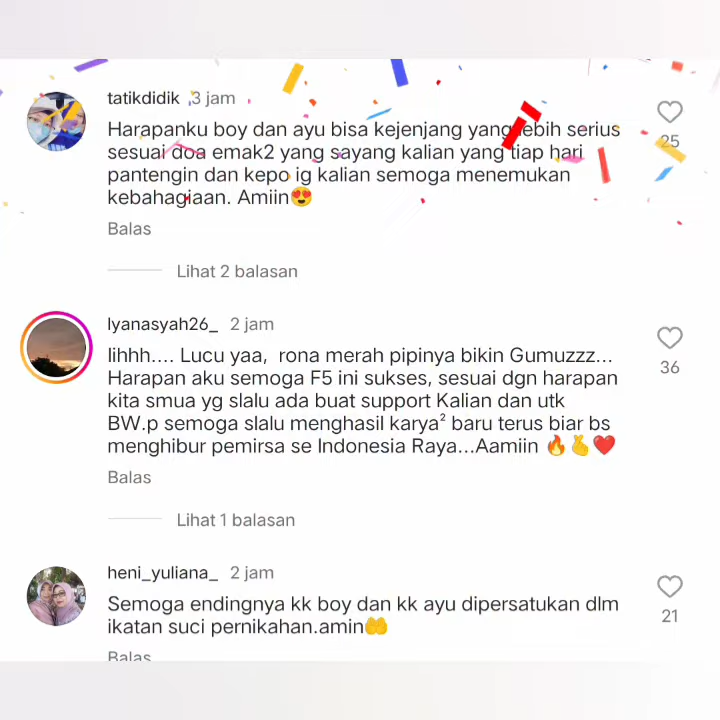 tatikdidik 3 jam
Harapanku boy dan ayu bisa kejenjang yang lebih serius
25
sesuai doa emak2 yang sayang kalian yang tiap hari
pantengin dan kepo ig kalian semoga menemukan
kebahagiaan. Amiin😍
Balas
Lihat 2 balasan
lyanasyah26_ 2 jam
Iihhh.... Lucu yaa, rona merah pipinya bikin Gumuzzz...
36
Harapan aku semoga F5 ini sukses, sesuai dgn harapan
kita smua yg slalu ada buat support Kalian dan utk
BW.p semoga slalu menghasil karya² baru terus biar bs
menghibur pemirsa se Indonesia Raya...Aamiin 🔥🫰❤️
Balas
Lihat 1 balasan
heni_yuliana_ 2 jam
Semoga endingnya kk boy dan kk ayu dipersatukan dlm
21
ikatan suci pernikahan.amin🤲
Balas